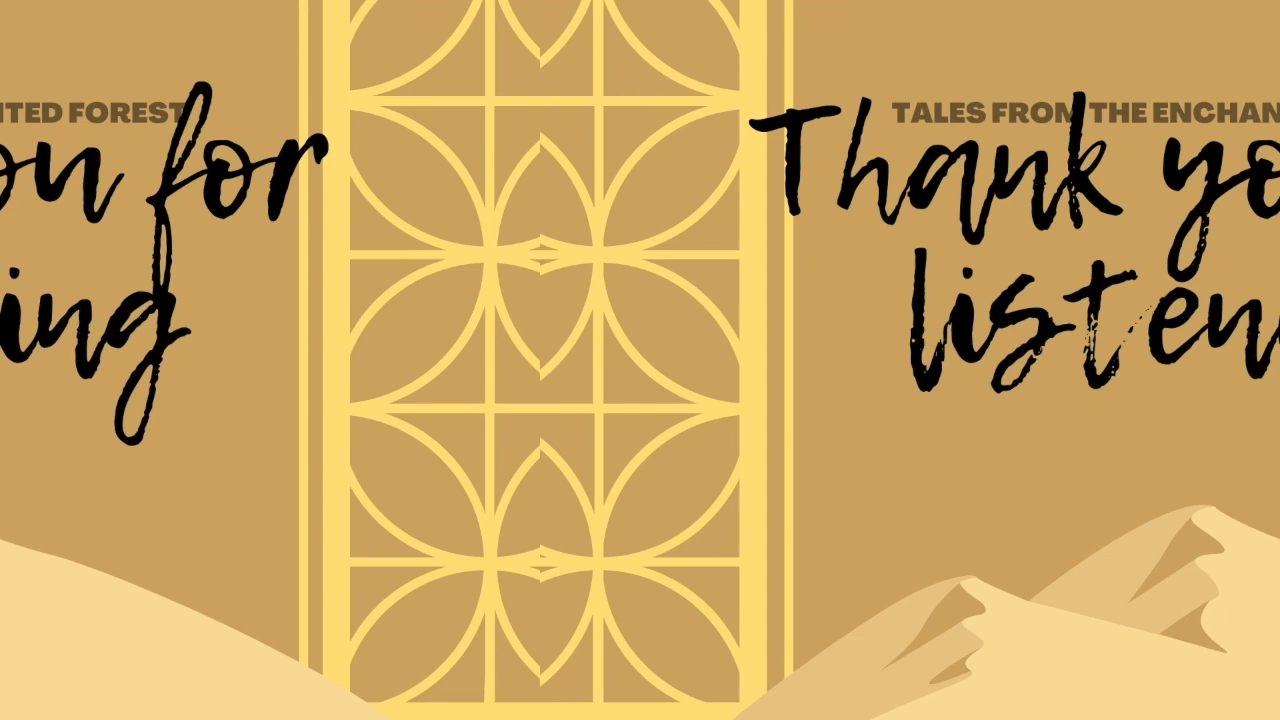 NTED FOREST
ou for
ing
TALES FROM THE ENCHAN
Thank yo
listen